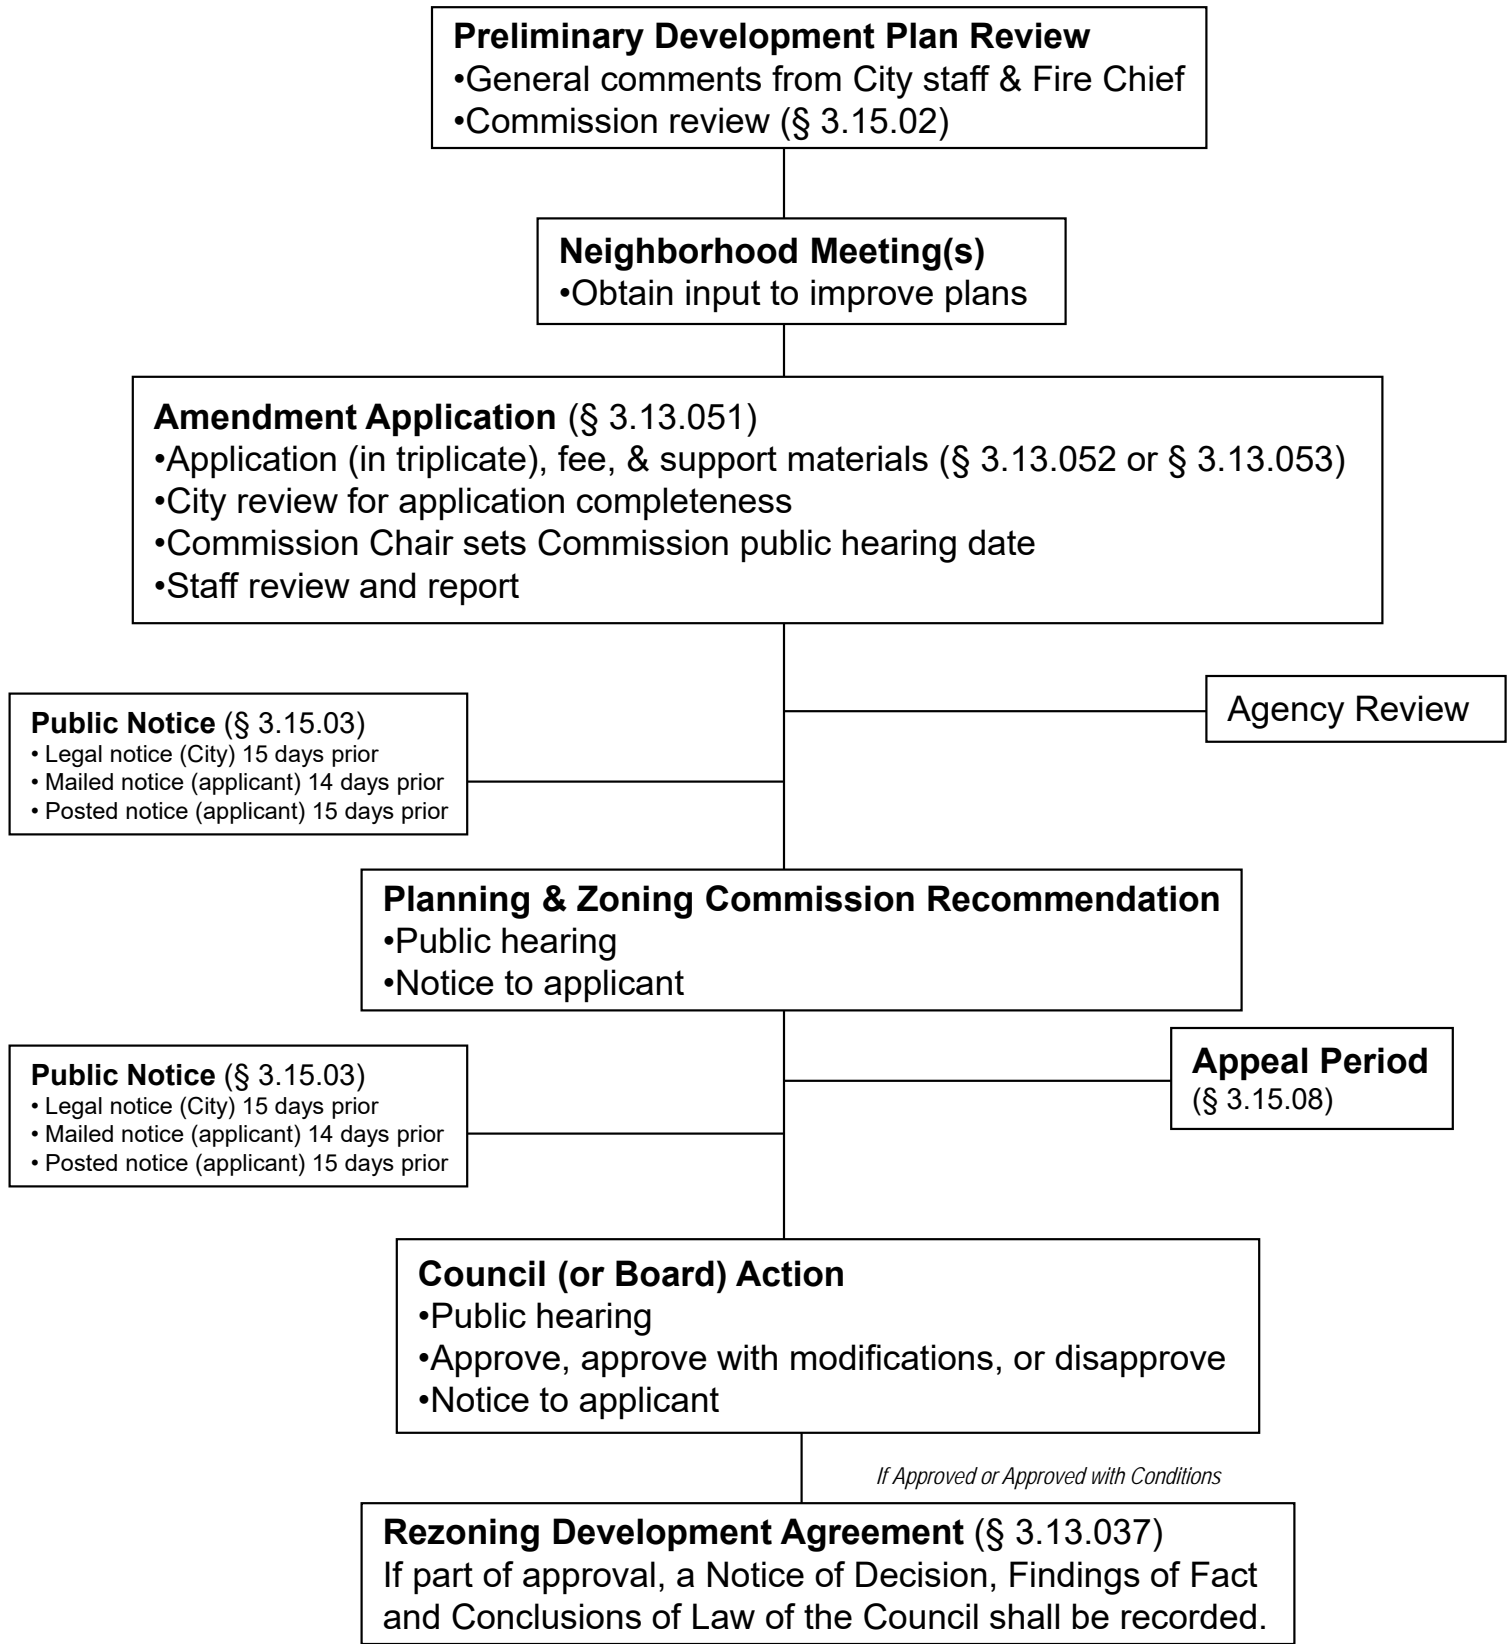 Preliminary Development Plan Review
•General comments from City staff & Fire Chief
•Commission review (§ 3.15.02)
Neighborhood Meeting(s)
•Obtain input to improve plans
Amendment Application (§ 3.13.051)
•Application (in triplicate), fee, & support materials (§ 3.13.052 or § 3.13.053)
•City review for application completeness
•Commission Chair sets Commission public hearing date
•Staff review and report
Agency Review
Public Notice (§ 3.15.03)
• Legal notice (City) 15 days prior
• Mailed notice (applicant) 14 days prior
• Posted notice (applicant) 15 days prior
Planning & Zoning Commission Recommendation
•Public hearing
•Notice to applicant
Appeal Period
(§ 3.15.08)
Public Notice (§ 3.15.03)
• Legal notice (City) 15 days prior
• Mailed notice (applicant) 14 days prior
• Posted notice (applicant) 15 days prior
Council (or Board) Action
•Public hearing
•Approve, approve with modifications, or disapprove
•Notice to applicant
If Approved or Approved with Conditions
Rezoning Development Agreement (§ 3.13.037)
If part of approval, a Notice of Decision, Findings of Fact
and Conclusions of Law of the Council shall be recorded.